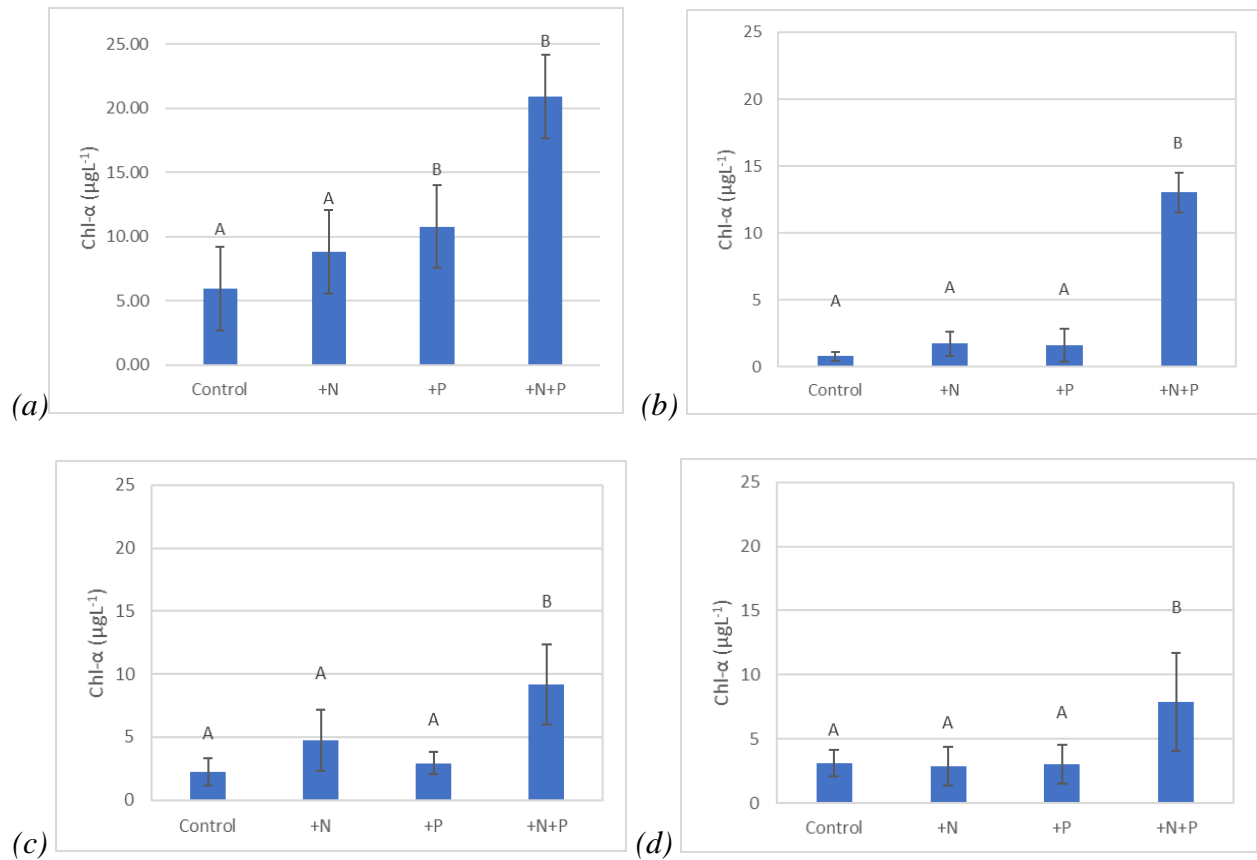 25.00
20.00
15.00
10.00
5.00
0.00
Chl-α (µgL⁻¹)
A
A
B
B
Control +N +P +N+P
(a)
25
20
15
10
5
0
Chl-α (µgL⁻¹)
A
A
A
B
Control +N +P +N+P
(b)
25
20
15
10
5
0
Chl-α (µgL⁻¹)
A
A
A
B
Control +N +P +N+P
(c)
25
20
15
10
5
0
Chl-α (µgL⁻¹)
A
A
A
B
Control +N +P +N+P
(d)